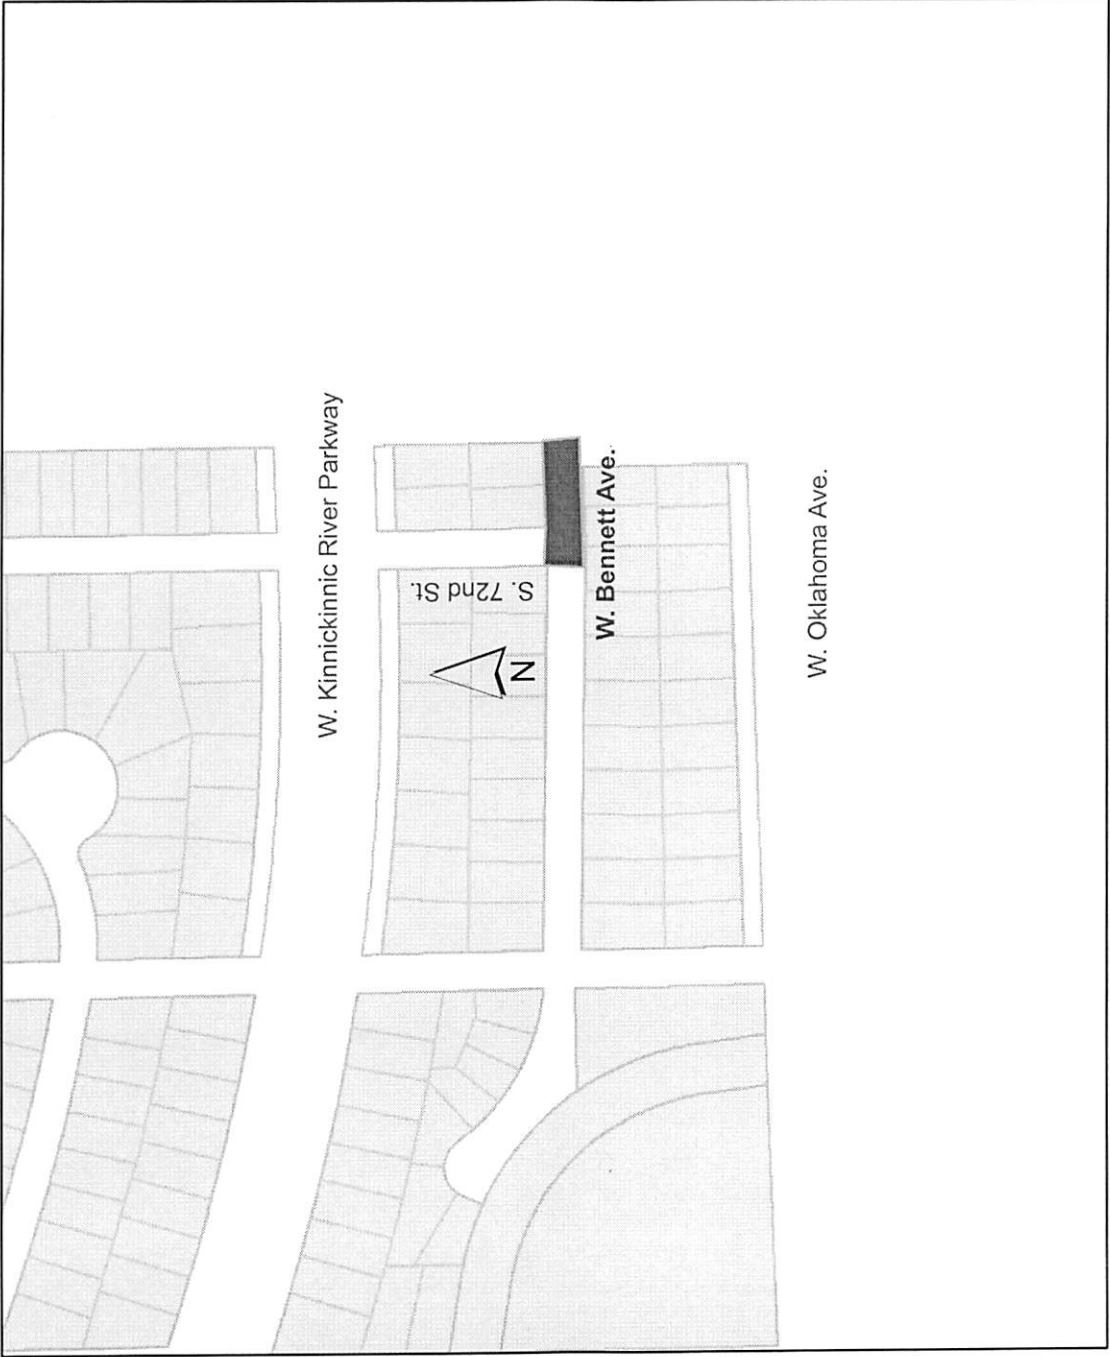 W. Kinnickinnic River Parkway
S. 72nd St.
N
W. Bennett Ave.
W. Oklahoma Ave.